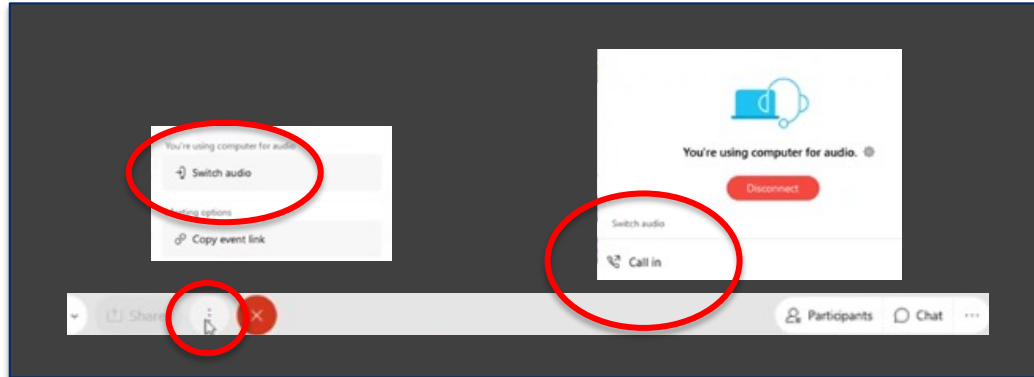 You're using computer for audio
Switch audio
Copy event link
You're using computer for audio.
Disconnect
Switch audio
Call in
Share
Participants
Chat